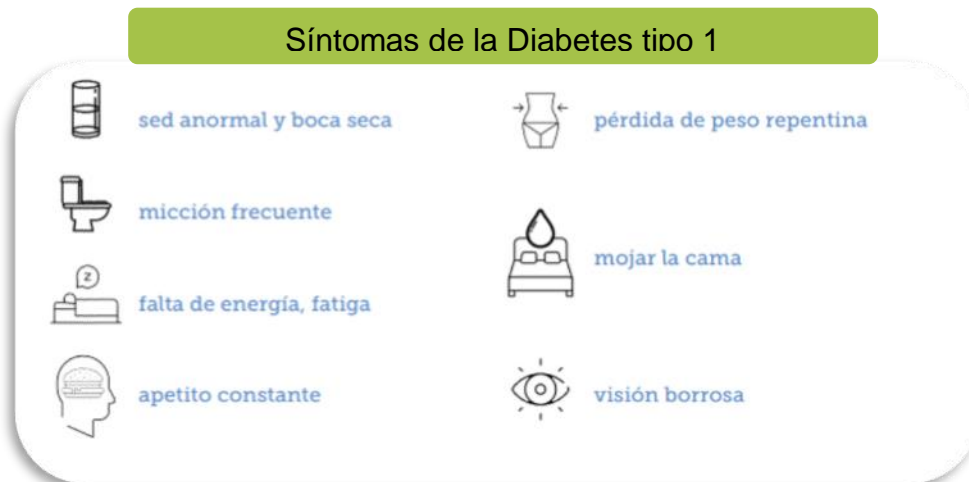 Síntomas de la Diabetes tipo 1
sed anormal y boca seca
micción frecuente
Z
falta de energía, fatiga
apetito constante
pérdida de peso repentina
mojar la cama
visión borrosa